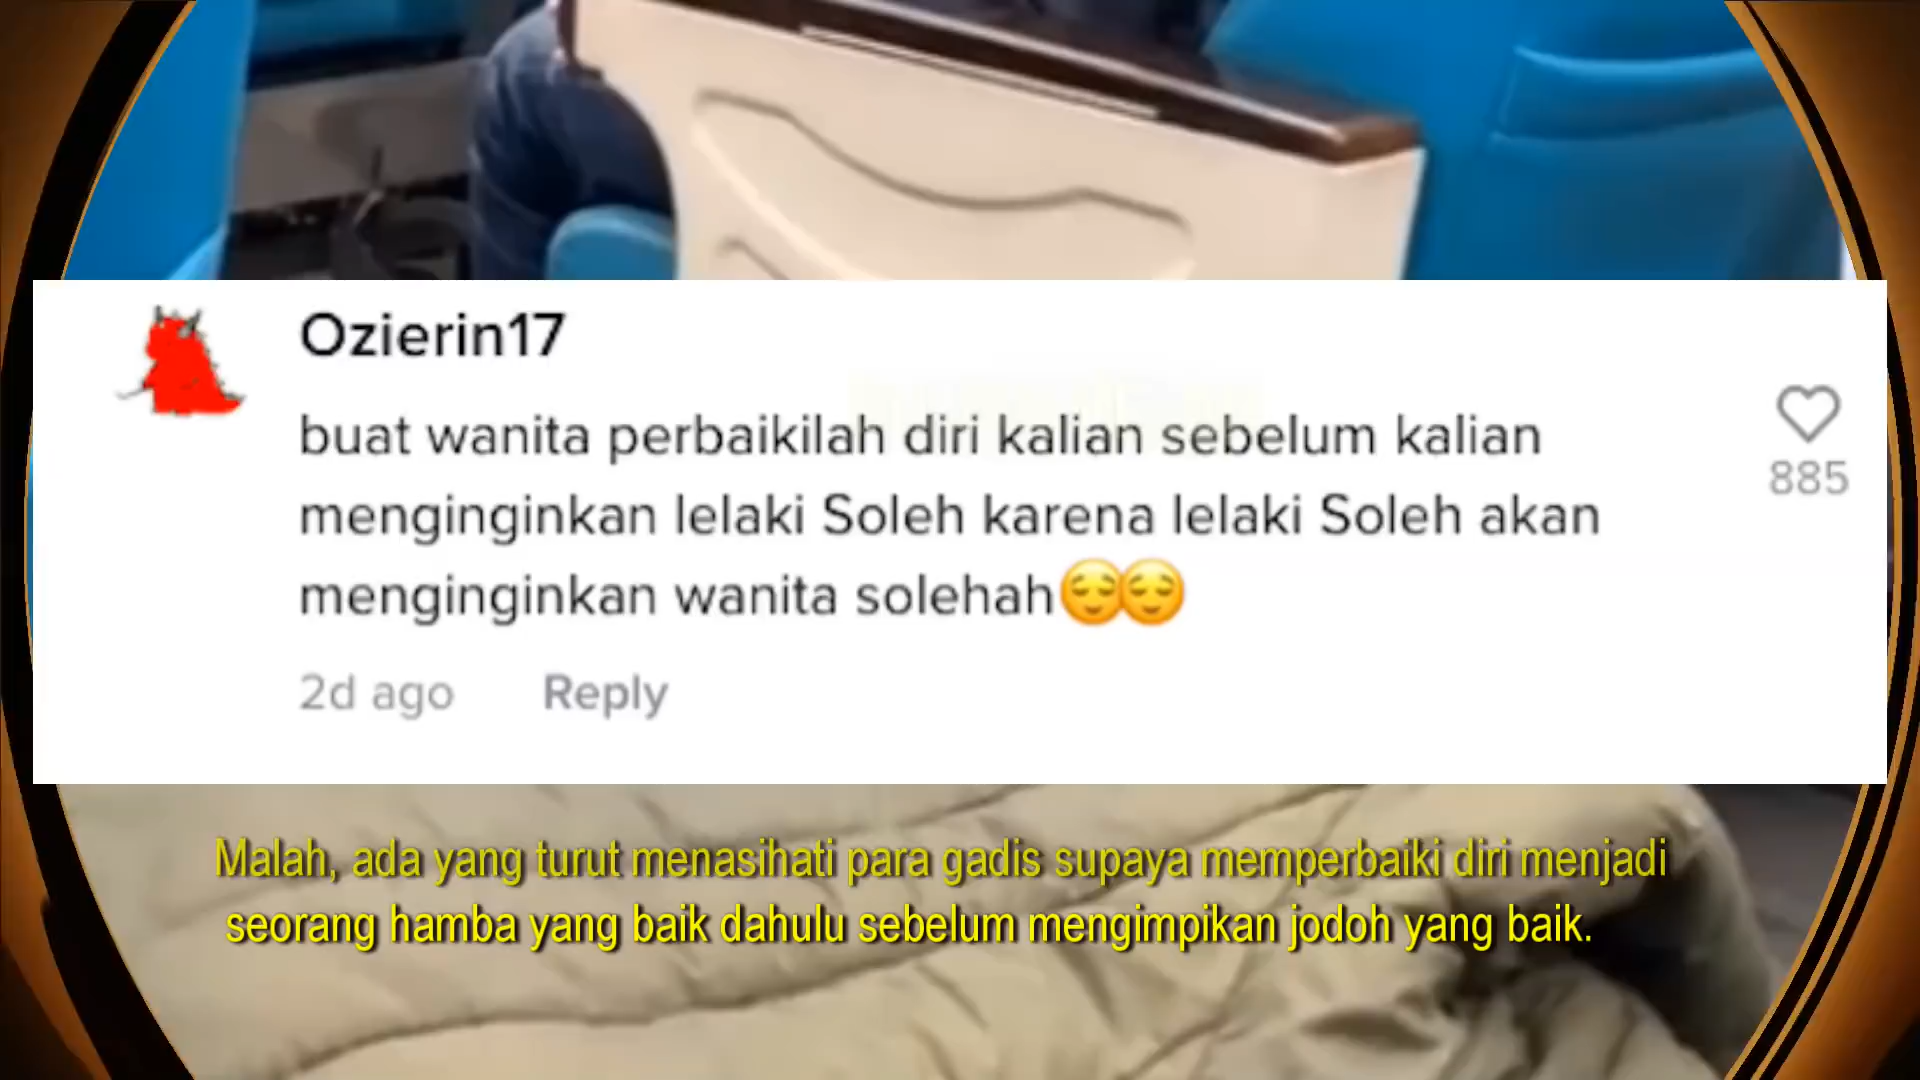 Ozierin17
buat wanita perbaikilah diri kalian sebelum kalian
menginginkan lelaki Soleh karena lelaki Soleh akan
menginginkan wanita solehah😌😌
885
2d ago Reply
Malah, ada yang turut menasihati para gadis supaya memperbaiki diri menjadi
seorang hamba yang baik dahulu sebelum mengimpikan jodoh yang baik.